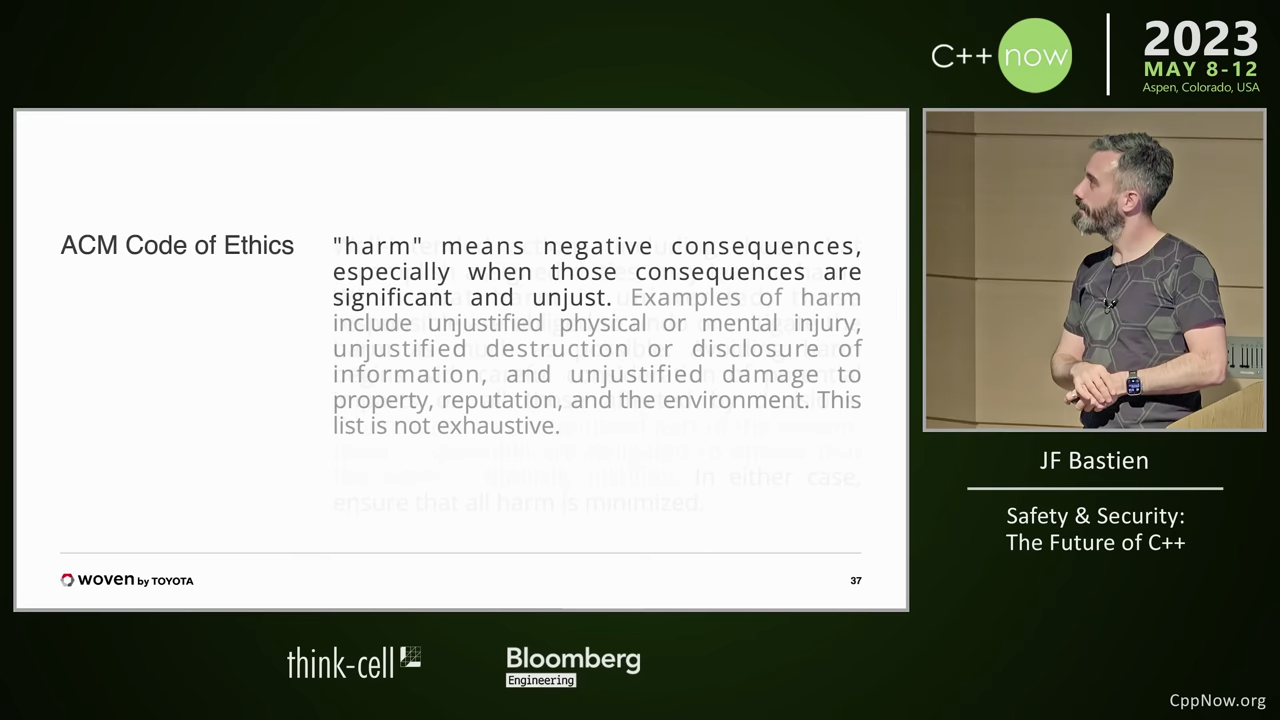 C++ now
2023
MAY 8-12
Aspen, Colorado, USA
ACM Code of Ethics
"harm" means negative consequences,
especially when those consequences are
significant and unjust. Examples of harm
include unjustified physical or mental injury,
unjustified destruction or disclosure of
information, and unjustified damage to
property, reputation, and the environment. This
list is not exhaustive.
In either case,
ensure that all harm is minimized.
woven by TOYOTA
37
JF Bastien
Safety & Security:
The Future of C++
think-cell
Bloomberg
Engineering
CppNow.org